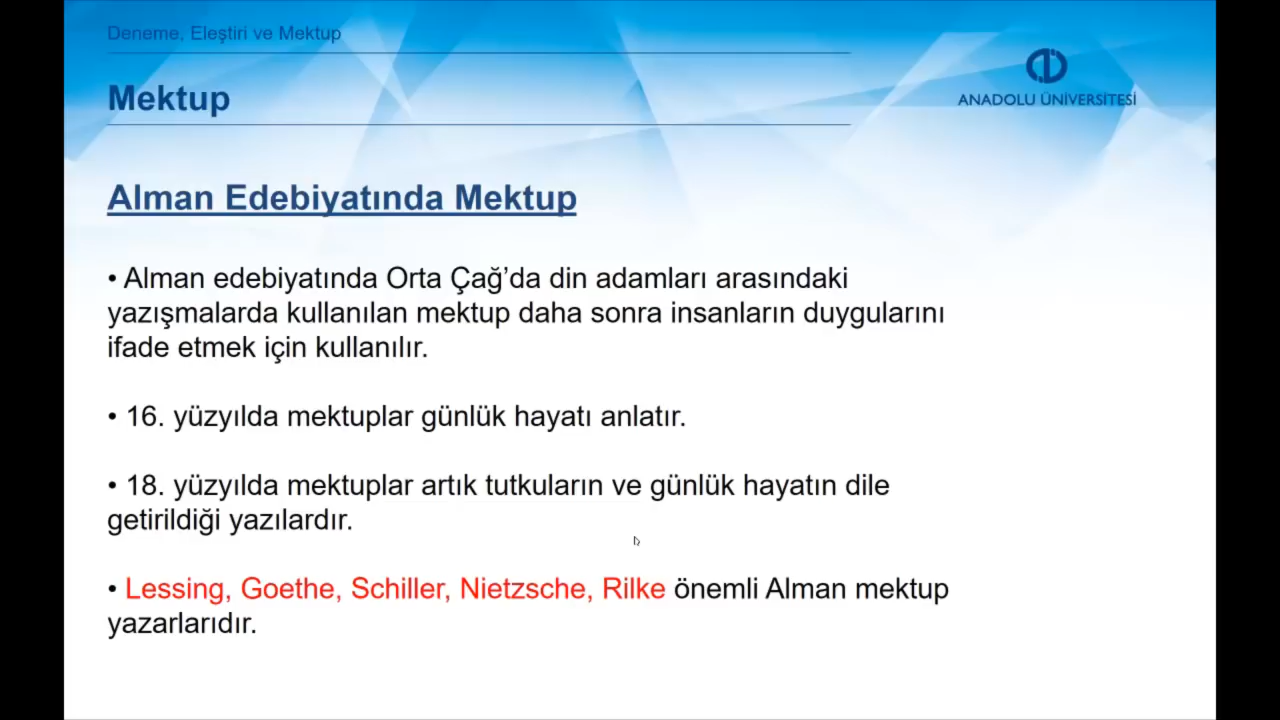 Deneme, Eleştiri ve Mektup
Mektup
ANADOLU ÜNİVERSİTESİ
Alman Edebiyatında Mektup
• Alman edebiyatında Orta Çağ’da din adamları arasındaki
yazışmalarda kullanılan mektup daha sonra insanların duygularını
ifade etmek için kullanılır.
• 16. yüzyılda mektuplar günlük hayatı anlatır.
• 18. yüzyılda mektuplar artık tutkuların ve günlük hayatın dile
getirildiği yazılardır.
• Lessing, Goethe, Schiller, Nietzsche, Rilke önemli Alman mektup
yazarlarıdır.